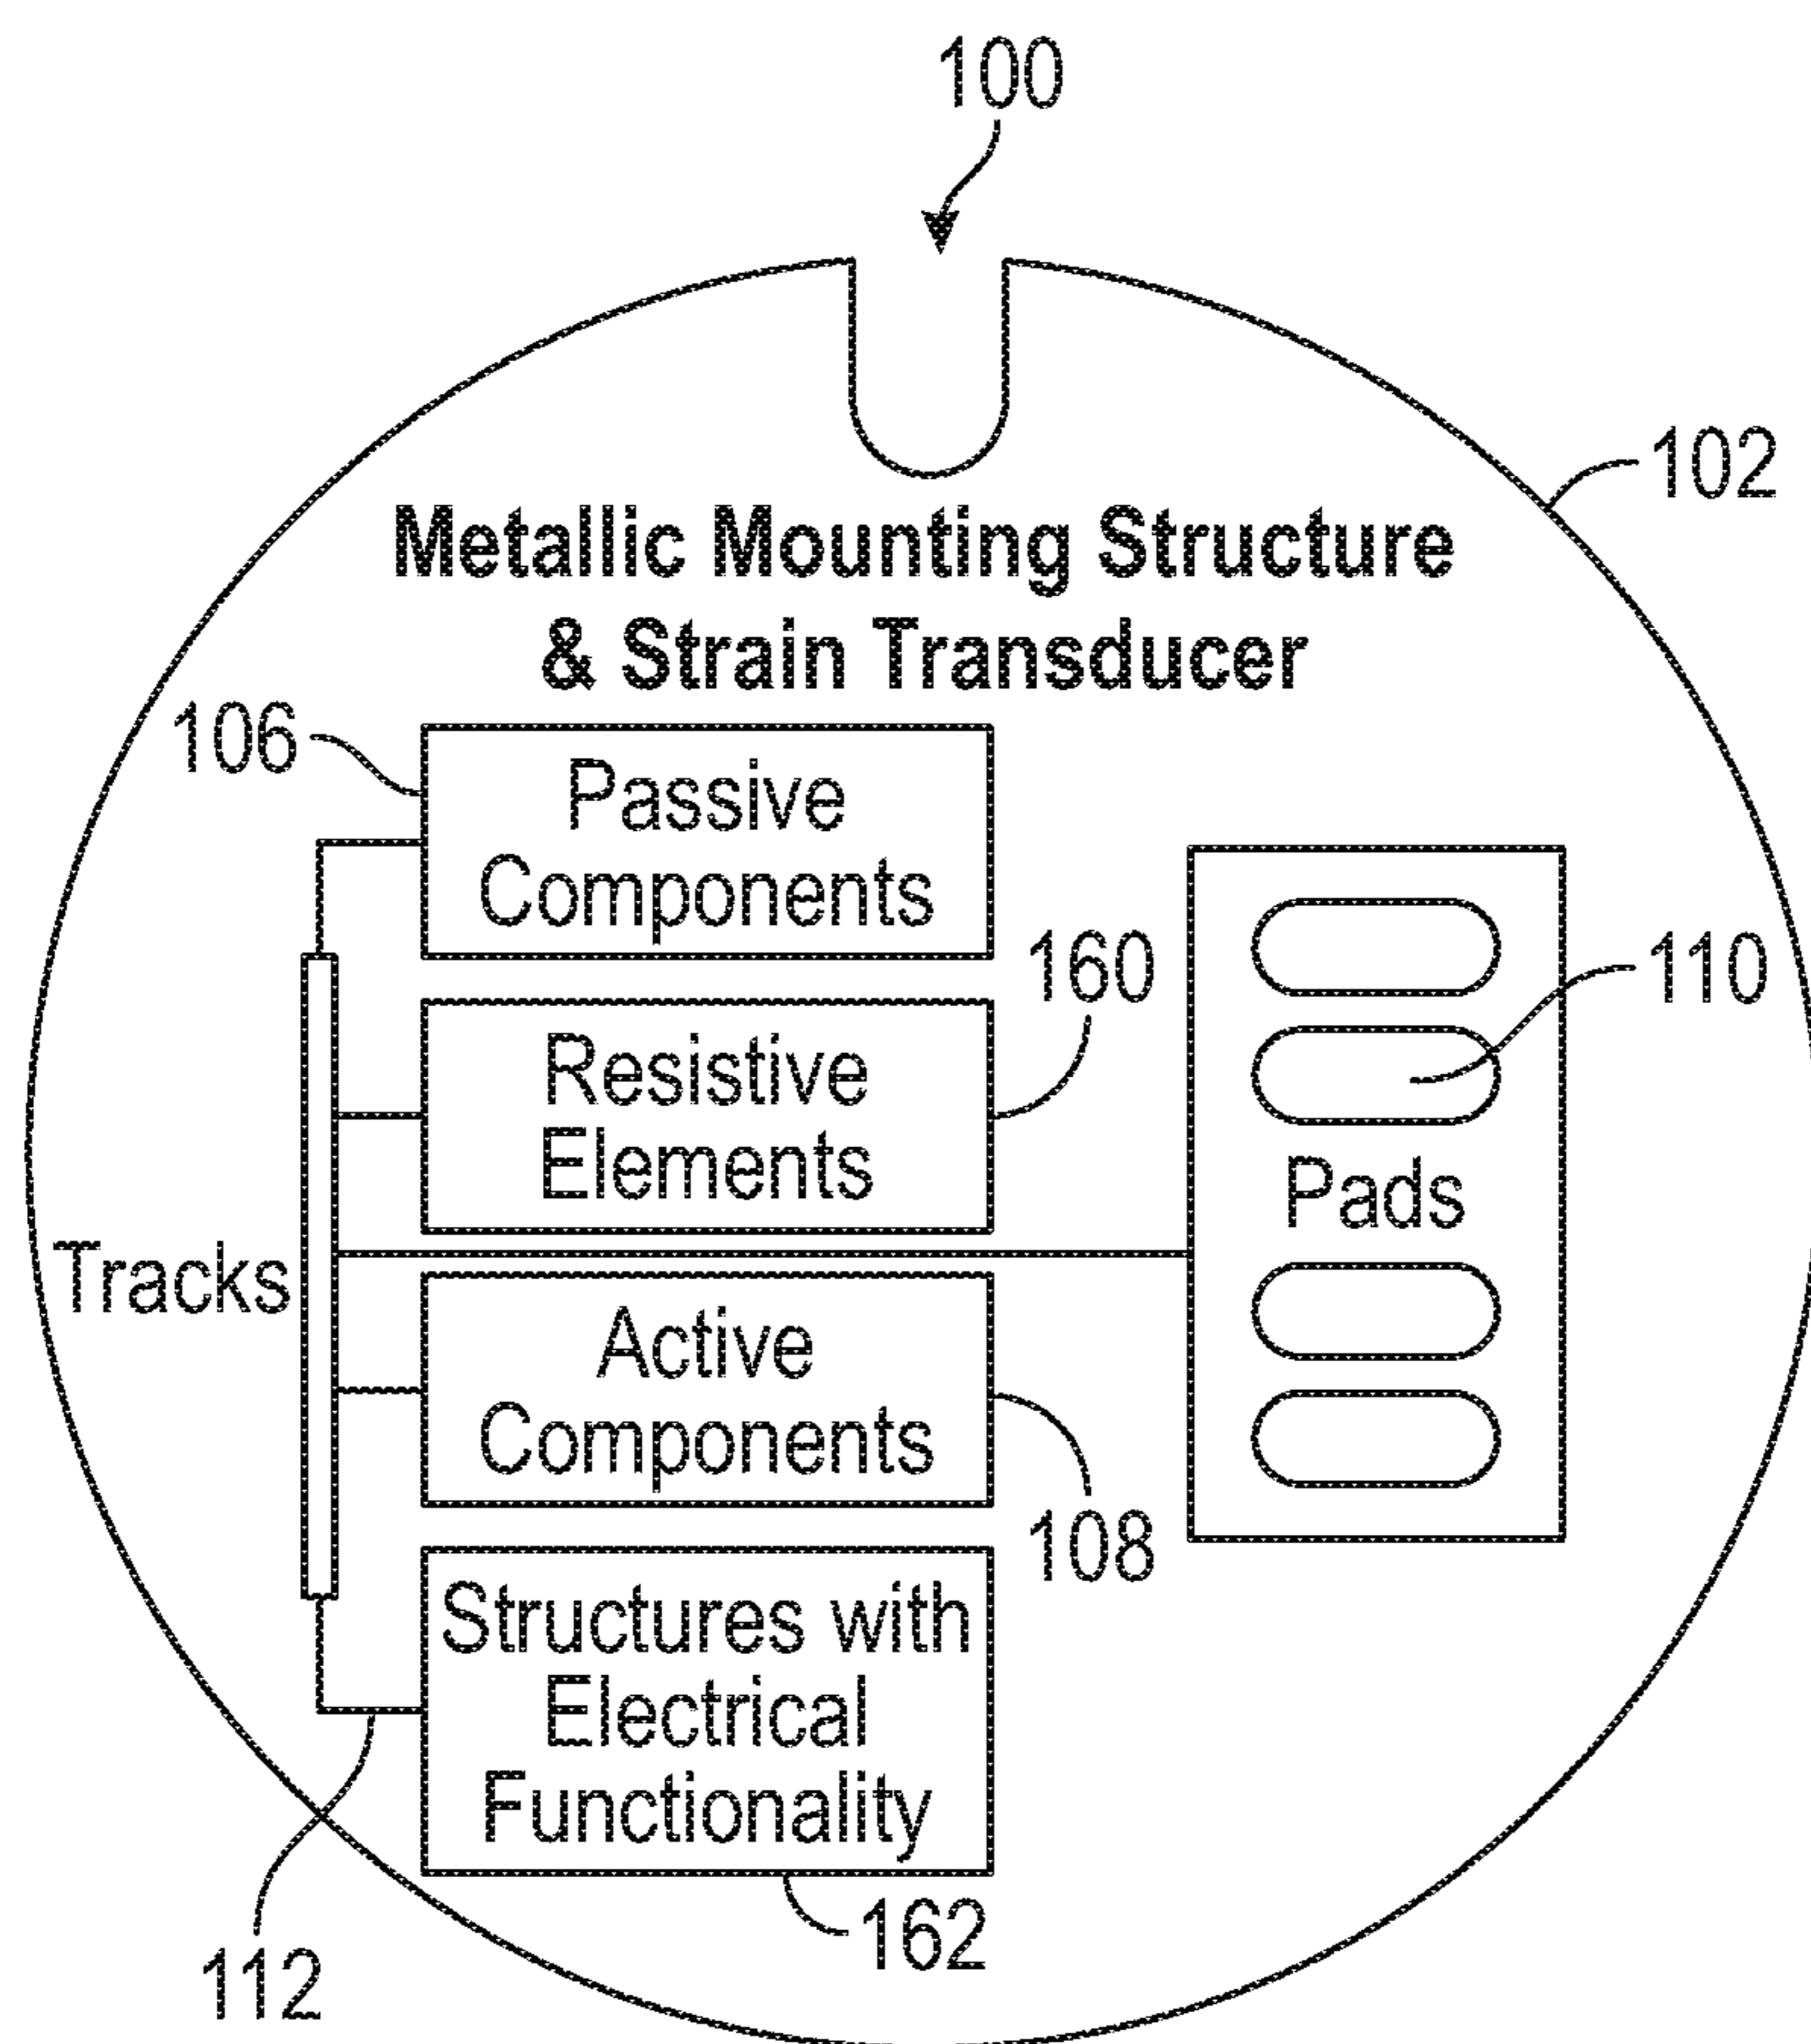 100
102
Metallic Mounting Structure
& Strain Transducer
106
Passive
Components
160
110
Resistive
Elements
Pads
Tracks
Active
Components
108
Structures with
Electrical
Functionality
162
112